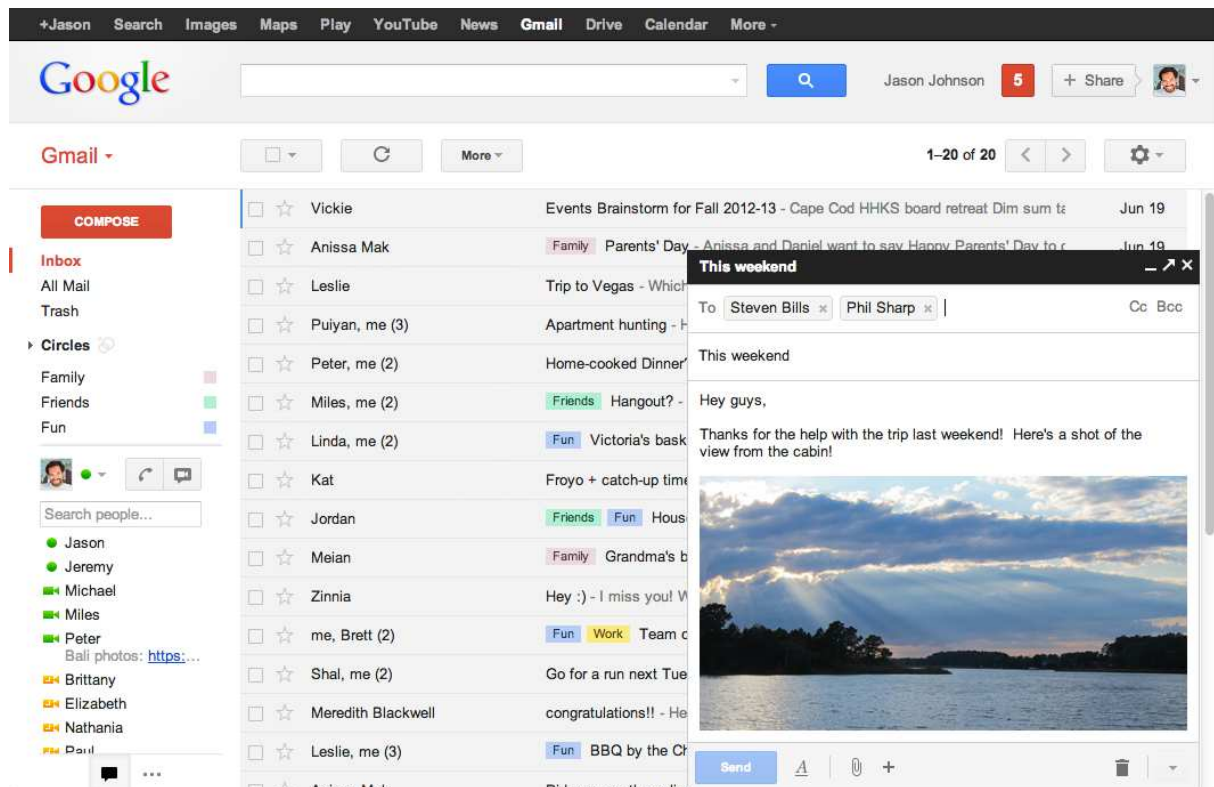 +Jason Search Images Maps Play YouTube News Gmail Drive Calendar More
Google
Jason Johnson 5 + Share
Gmail
More
1–20 of 20
COMPOSE
Inbox
All Mail
Trash
Circles
Family
Friends
Fun
Search people...
Jason
Jeremy
Michael
Miles
Peter
Bali photos: https:...
Brittany
Elizabeth
Nathania
Paul
Vickie Events Brainstorm for Fall 2012-13 - Cape Cod HHKS board retreat Dim sum ta Jun 19
Anissa Mak Family Parents' Day - Anissa and Daniel want to say Happy Parents' Day to Jun 19
Leslie Trip to Vegas - Which
Puiyan, me (3) Apartment hunting - H
Peter, me (2) Home-cooked Dinner
Miles, me (2) Friends Hangout? -
Linda, me (2) Fun Victoria's bask
Kat Froyo + catch-up time
Jordan Friends Fun Hous
Meian Family Grandma's b
Zinnia Hey :) - I miss you! W
me, Brett (2) Fun Work Team
Shal, me (2) Go for a run next Tue
Meredith Blackwell congratulations!! - He
Leslie, me (3) Fun BBQ by the Ch
This weekend
To Steven Bills × Phil Sharp × Cc Bcc
This weekend
Hey guys,
Thanks for the help with the trip last weekend! Here's a shot of the
view from the cabin!
Send A +